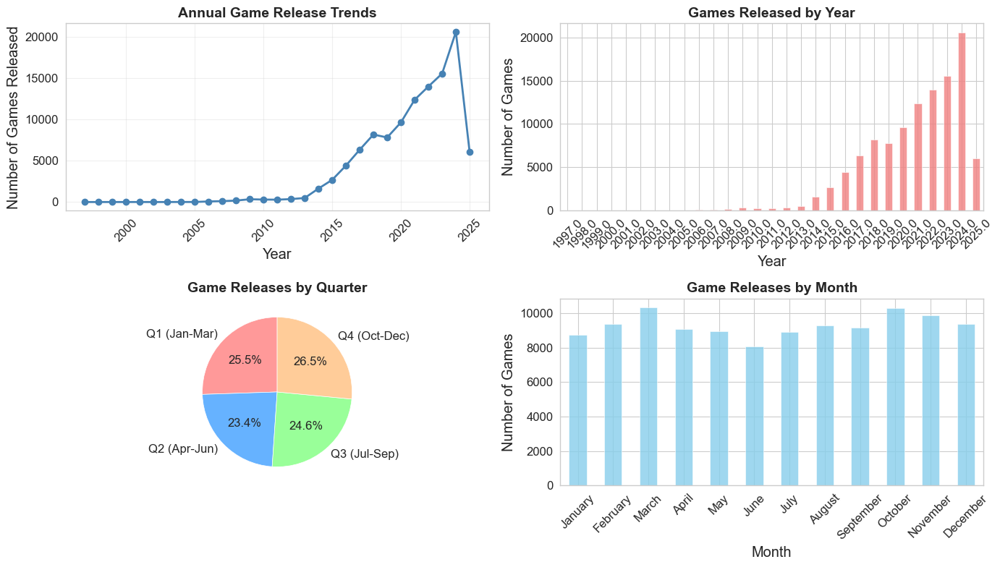 Annual Game Release Trends
Number of Games Released
20000
15000
10000
5000
0
2000
2005
2010
2015
2020
2025
Year
Games Released by Year
Number of Games
20000
15000
10000
5000
0
1997.0
1998.0
1999.0
2000.0
2001.0
2002.0
2003.0
2004.0
2005.0
2006.0
2007.0
2008.0
2009.0
2010.0
2011.0
2012.0
2013.0
2014.0
2015.0
2016.0
2017.0
2018.0
2019.0
2020.0
2021.0
2022.0
2023.0
2024.0
2025.0
Year
Game Releases by Quarter
Q1 (Jan-Mar)
25.5%
Q4 (Oct-Dec)
26.5%
Q2 (Apr-Jun)
23.4%
Q3 (Jul-Sep)
24.6%
Game Releases by Month
Number of Games
10000
8000
6000
4000
2000
0
January
February
March
April
May
June
July
August
September
October
November
December
Month